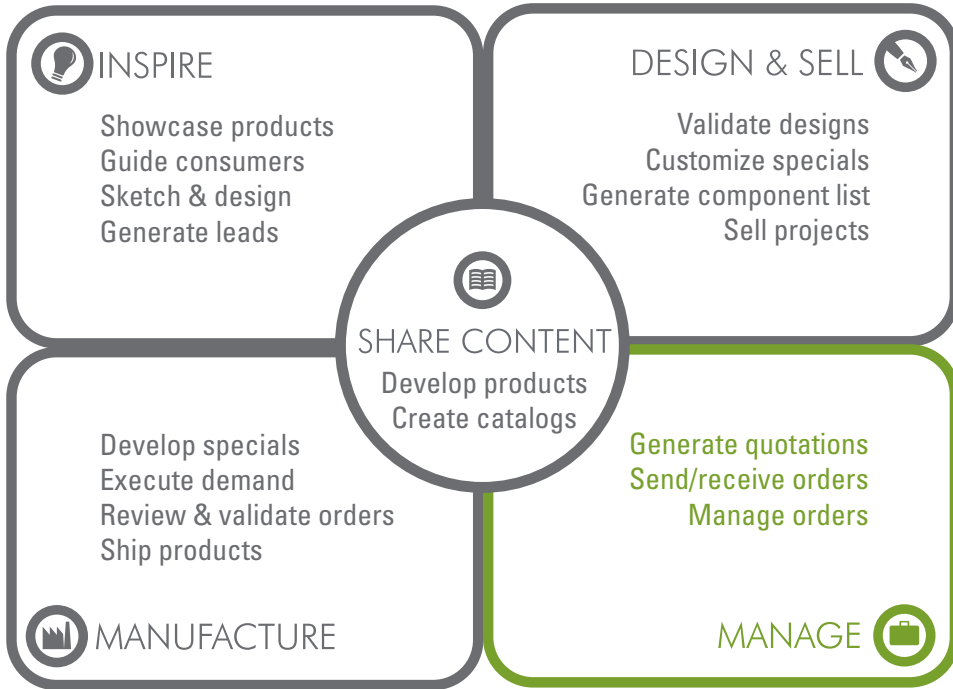 INSPIRE
Showcase products
Guide consumers
Sketch & design
Generate leads
DESIGN & SELL
Validate designs
Customize specials
Generate component list
Sell projects
SHARE CONTENT
Develop products
Create catalogs
Develop specials
Execute demand
Review & validate orders
Ship products
MANUFACTURE
Generate quotations
Send/receive orders
Manage orders
MANAGE